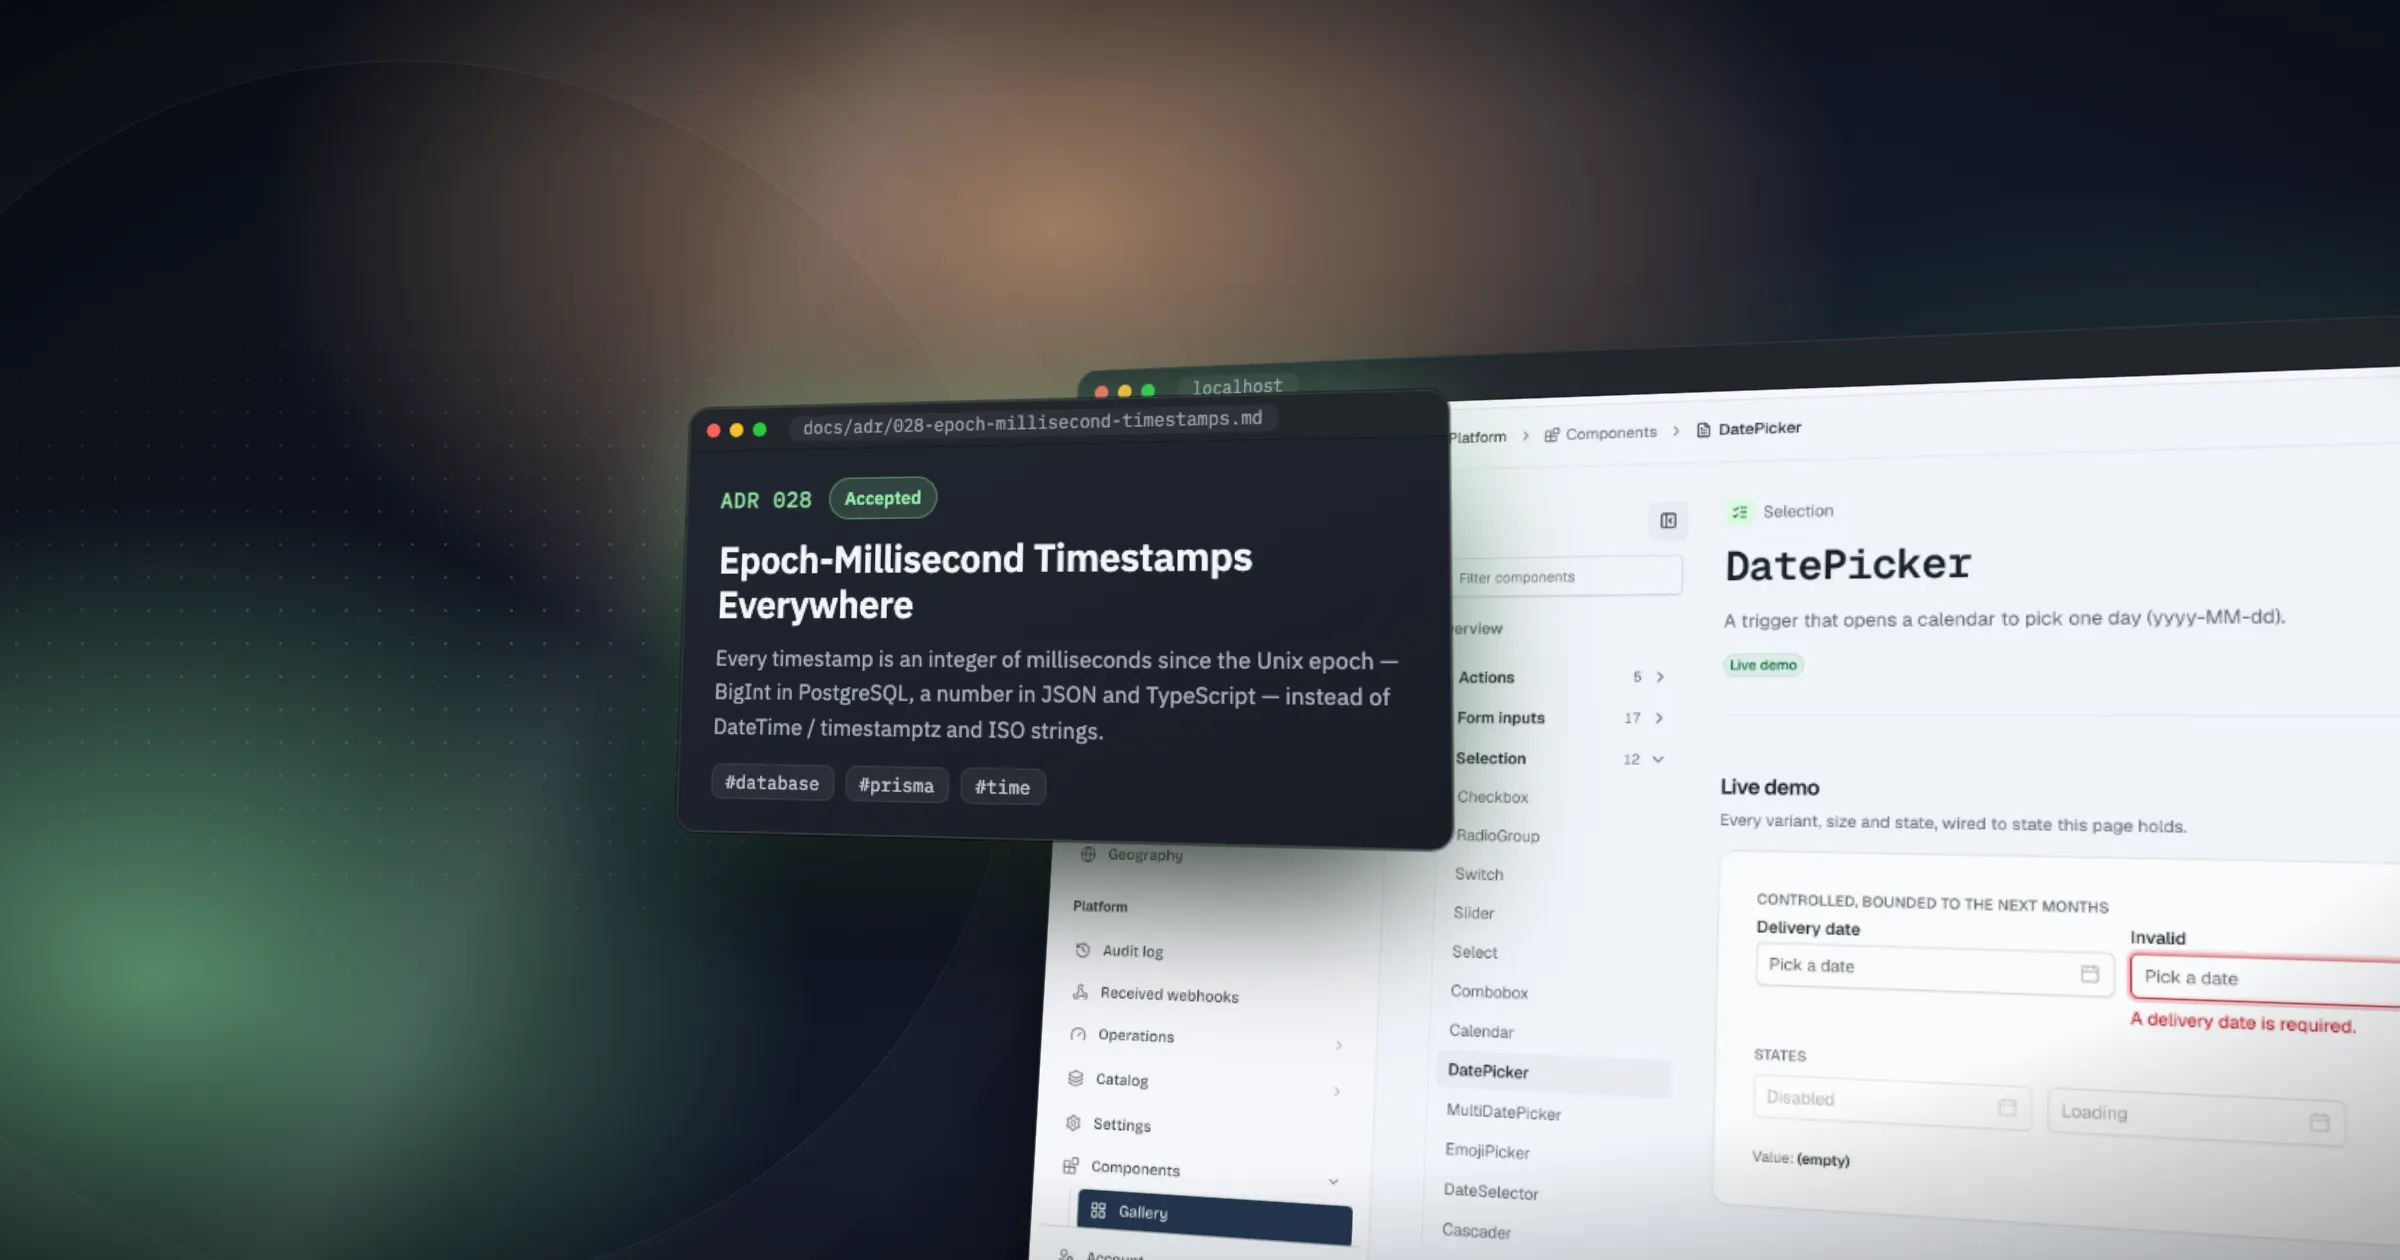 localhost
docs/adr/028-epoch-millisecond-timestamps.md
ADR 028 Accepted
Epoch-Millisecond Timestamps
Everywhere
Every timestamp is an integer of milliseconds since the Unix epoch —
BigInt in PostgreSQL, a number in JSON and TypeScript — instead of
DateTime / timestamptz and ISO strings.
#database #prisma #time
Platform > Components > DatePicker
Geography
Platform
Audit log
Received webhooks
Operations
Catalog
Settings
Components
Gallery
Filter components
Actions 5
Form inputs 17
Selection 12
Checkbox
RadioGroup
Switch
Slider
Select
Combobox
Calendar
DatePicker
MultiDatePicker
EmojiPicker
DateSelector
Cascader
Selection
DatePicker
A trigger that opens a calendar to pick one day (yyyy-MM-dd).
Live demo
Live demo
Every variant, size and state, wired to state this page holds.
CONTROLLED, BOUNDED TO THE NEXT MONTHS
Delivery date
Pick a date
Invalid
Pick a date
A delivery date is required.
STATES
Disabled
Loading
Value: (empty)